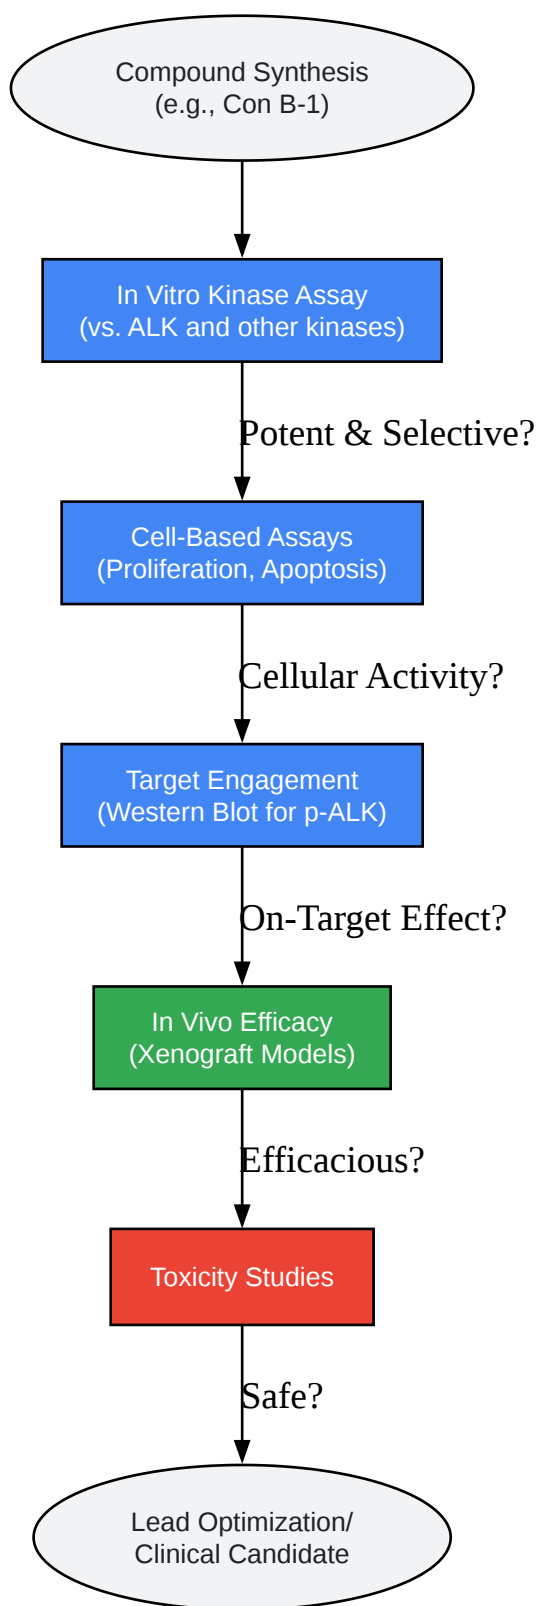 Compound Synthesis
(e.g., Con B-1)
In Vitro Kinase Assay
(vs. ALK and other kinases)
Potent & Selective?
Cell-Based Assays
(Proliferation, Apoptosis)
Cellular Activity?
Target Engagement
(Western Blot for p-ALK)
On-Target Effect?
In Vivo Efficacy
(Xenograft Models)
Efficacious?
Toxicity Studies
Safe?
Lead Optimization/
Clinical Candidate